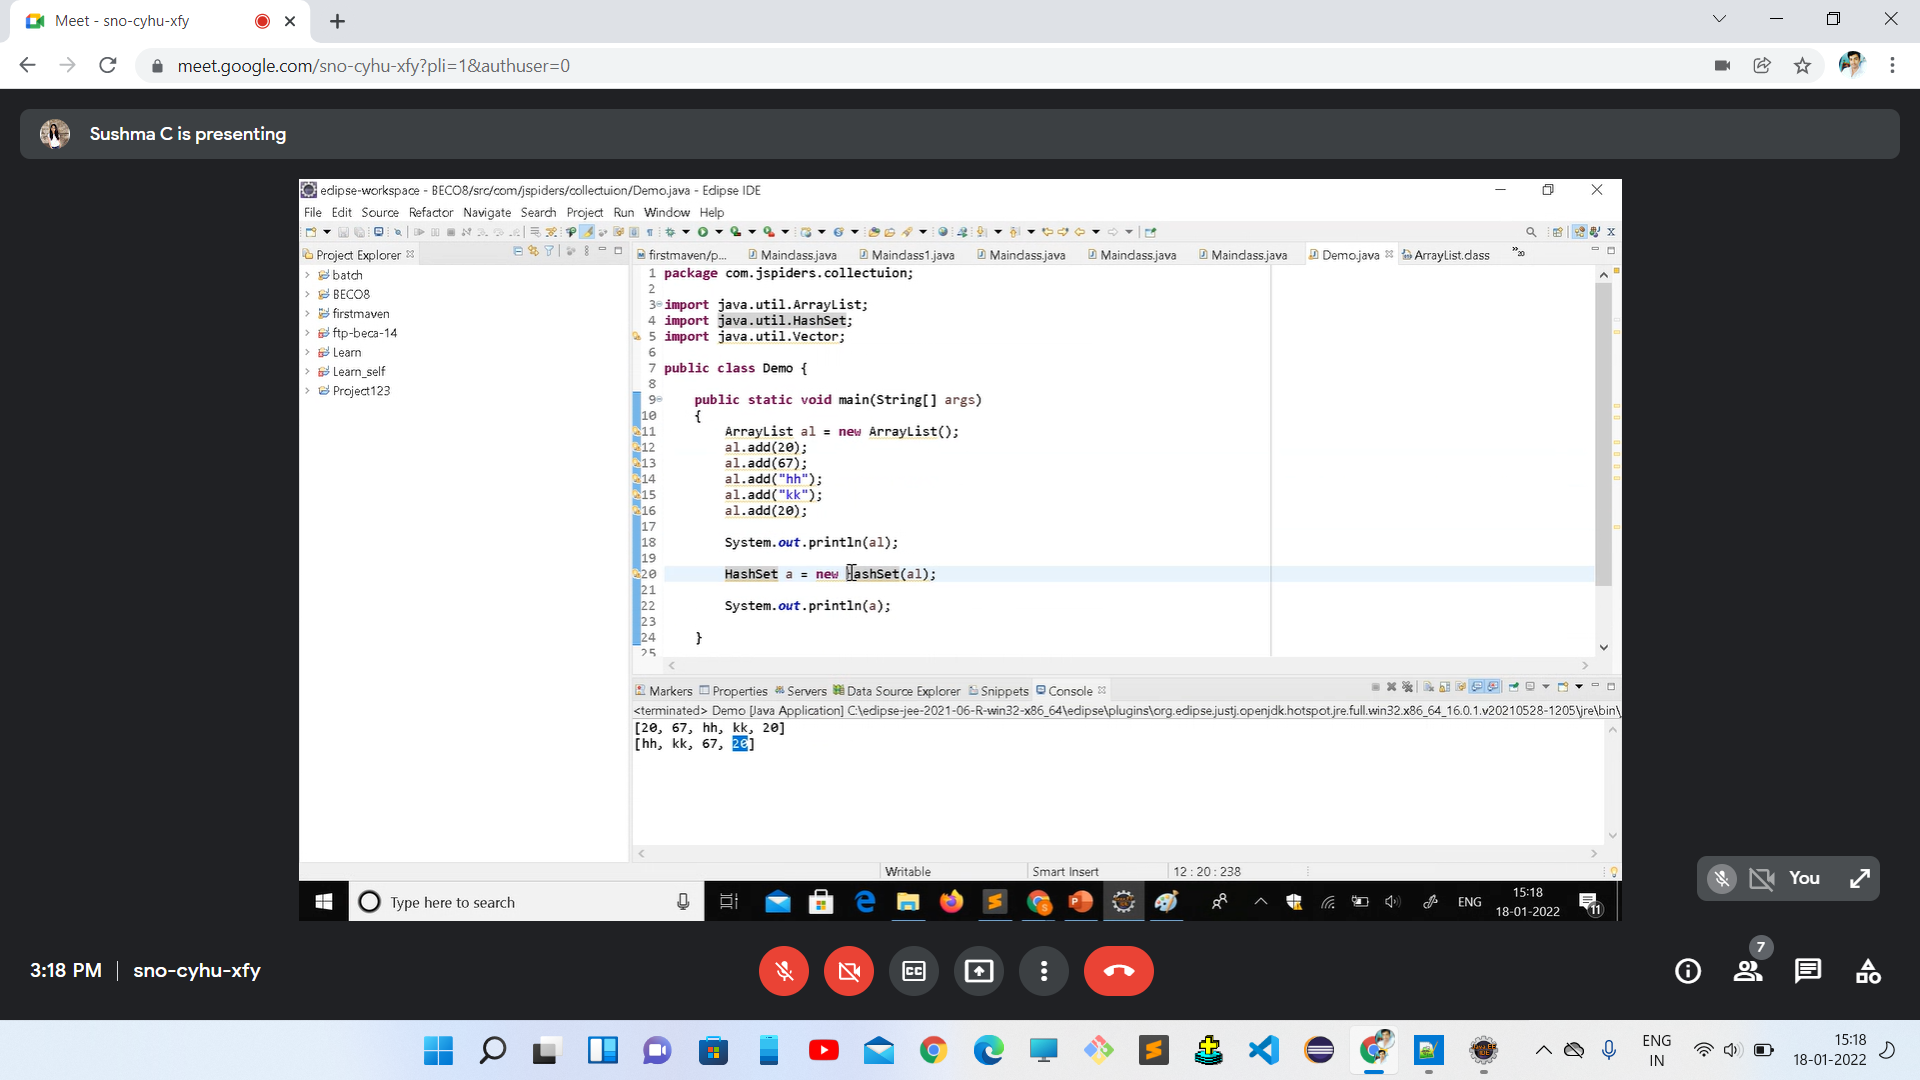 Meet - sno-cyhu-xfy
meet.google.com/sno-cyhu-xfy?pli=1&authuser=0
Sushma C is presenting
eclipse-workspace - BECO8/src/com/jspiders/collectuion/Demo.java - Eclipse IDE
File Edit Source Refactor Navigate Search Project Run Window Help
Project Explorer
firstmaven/p... Mainclass.java Mainclass1.java Mainclass.java Mainclass.java Mainclass.java Demo.java ArrayList.class »20
batch
BECO8
firstmaven
ftp-beca-14
Learn
Learn_self
Project123
1 package com.jspiders.collectuion;
2
3 import java.util.ArrayList;
4 import java.util.HashSet;
5 import java.util.Vector;
6
7 public class Demo {
8
9 public static void main(String[] args)
10 {
11 ArrayList al = new ArrayList();
12 al.add(20);
13 al.add(67);
14 al.add("hh");
15 al.add("kk");
16 al.add(20);
17
18 System.out.println(al);
19
20 HashSet a = new HashSet(al);
21
22 System.out.println(a);
23
24 }
25
Markers Properties Servers Data Source Explorer Snippets Console
<terminated> Demo [Java Application] C:\eclipse-jee-2021-06-R-win32-x86_64\eclipse\plugins\org.eclipse.justj.openjdk.hotspot.jre.full.win32.x86_64_16.0.1.v20210528-1205\jre\bin\
[20, 67, hh, kk, 20]
[hh, kk, 67, 20]
Writable Smart Insert 12 : 20 : 238
Type here to search
ENG
15:18
18-01-2022
11
You
3:18 PM | sno-cyhu-xfy
CC
7
ENG
IN
15:18
18-01-2022